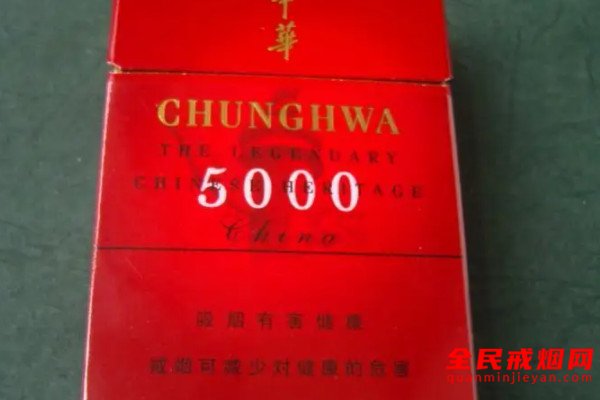 中華
CHUNGHWA
THE LEGENDARY
CHINESE HERITAGE
5000
China
吸烟有害健康
戒烟可减少对健康的危害
全民戒烟网
quanminjieyan.com